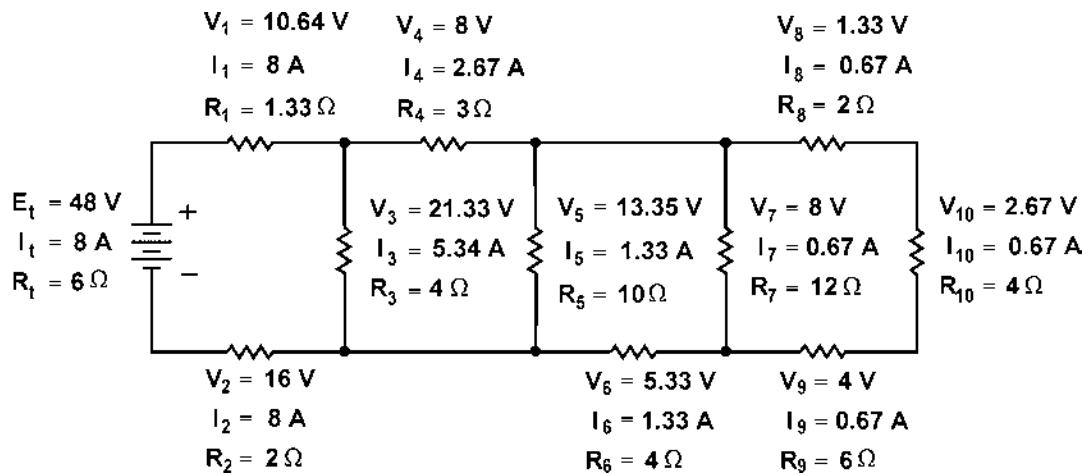 V₁ = 10.64 V
I₁ = 8 A
R₁ = 1.33 Ω
V₄ = 8 V
I₄ = 2.67 A
R₄ = 3 Ω
V₈ = 1.33 V
I₈ = 0.67 A
R₈ = 2 Ω
Eₜ = 48 V
Iₜ = 8 A
Rₜ = 6 Ω
+
−
V₃ = 21.33 V
I₃ = 5.34 A
R₃ = 4 Ω
V₅ = 13.35 V
I₅ = 1.33 A
R₅ = 10 Ω
V₇ = 8 V
I₇ = 0.67 A
R₇ = 12 Ω
V₁₀ = 2.67 V
I₁₀ = 0.67 A
R₁₀ = 4 Ω
V₂ = 16 V
I₂ = 8 A
R₂ = 2 Ω
V₆ = 5.33 V
I₆ = 1.33 A
R₆ = 4 Ω
V₉ = 4 V
I₉ = 0.67 A
R₉ = 6 Ω